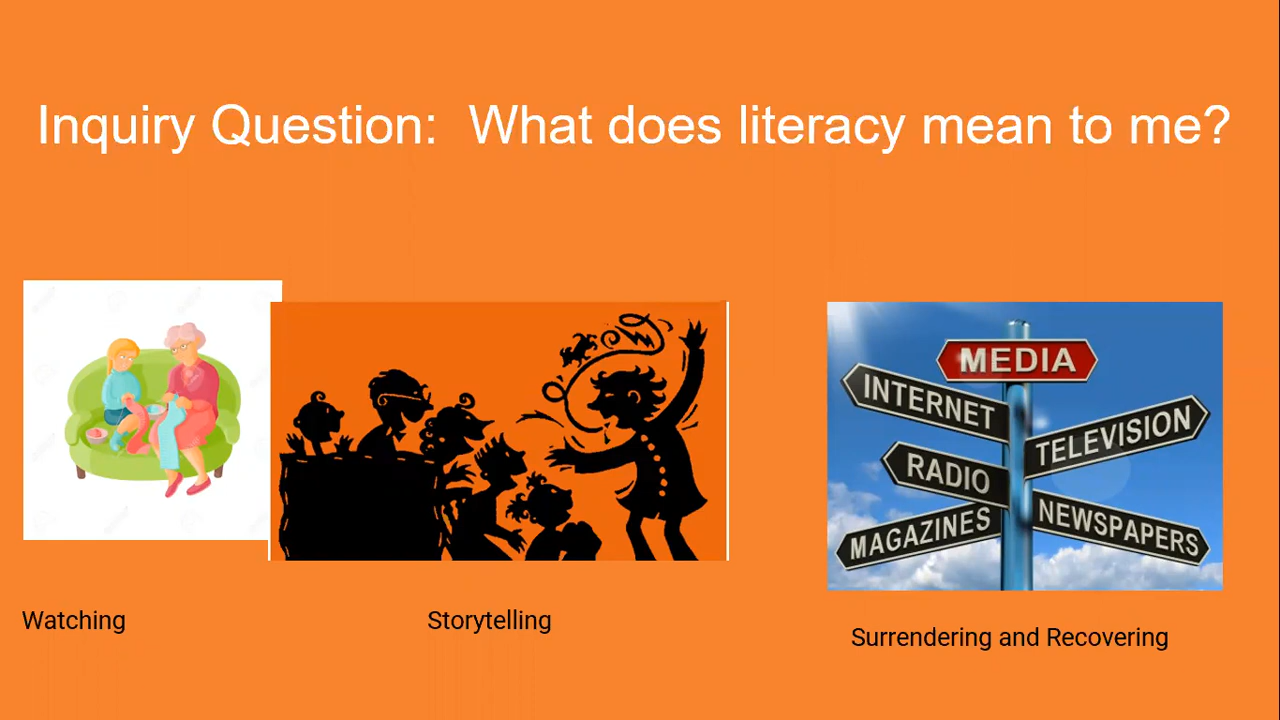 Inquiry Question:  What does literacy mean to me?
MEDIA
INTERNET
TELEVISION
RADIO
MAGAZINES
NEWSPAPERS
Watching
Storytelling
Surrendering and Recovering